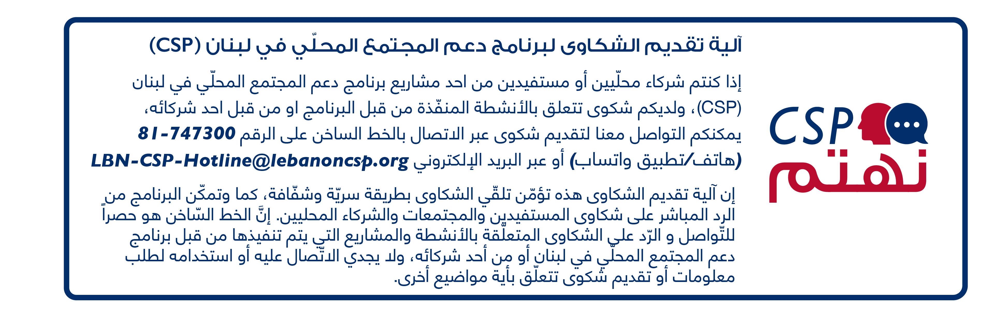 آلية تقديم الشكاوى لبرنامج دعم المجتمع المحلّي في لبنان (CSP)
إذا كنتم شركاء محلّيين أو مستفيدين من احد مشاريع برنامج دعم المجتمع المحلّي في لبنان
(CSP)، ولديكم شكوى تتعلق بالأنشطة المنفّذة من قبل البرنامج او من قبل احد شركائه،
يمكنكم التواصل معنا لتقديم شكوى عبر الاتصال بالخط الساخن على الرقم 81-747300
(هاتف/تطبيق واتساب) أو عبر البريد الإلكتروني LBN-CSP-Hotline@lebanoncsp.org
إن آلية تقديم الشكاوى هذه تؤمّن تلقّي الشكاوى بطريقة سريّة وشفّافة، كما وتمكّن البرنامج من
الرد المباشر على شكاوى المستفيدين والمجتمعات والشركاء المحليين. إنَّ الخط السّاخن هو حصراً
للتّواصل و الرّد على الشكاوى المتعلّقة بالأنشطة والمشاريع التي يتم تنفيذها من قبل برنامج
دعم المجتمع المحلّي في لبنان أو من أحد شركائه، ولا يجدي الاتّصال عليه أو استخدامه لطلب
معلومات أو تقديم شكوى تتعلّق بأية مواضيع أخرى.
CSP
نهتم